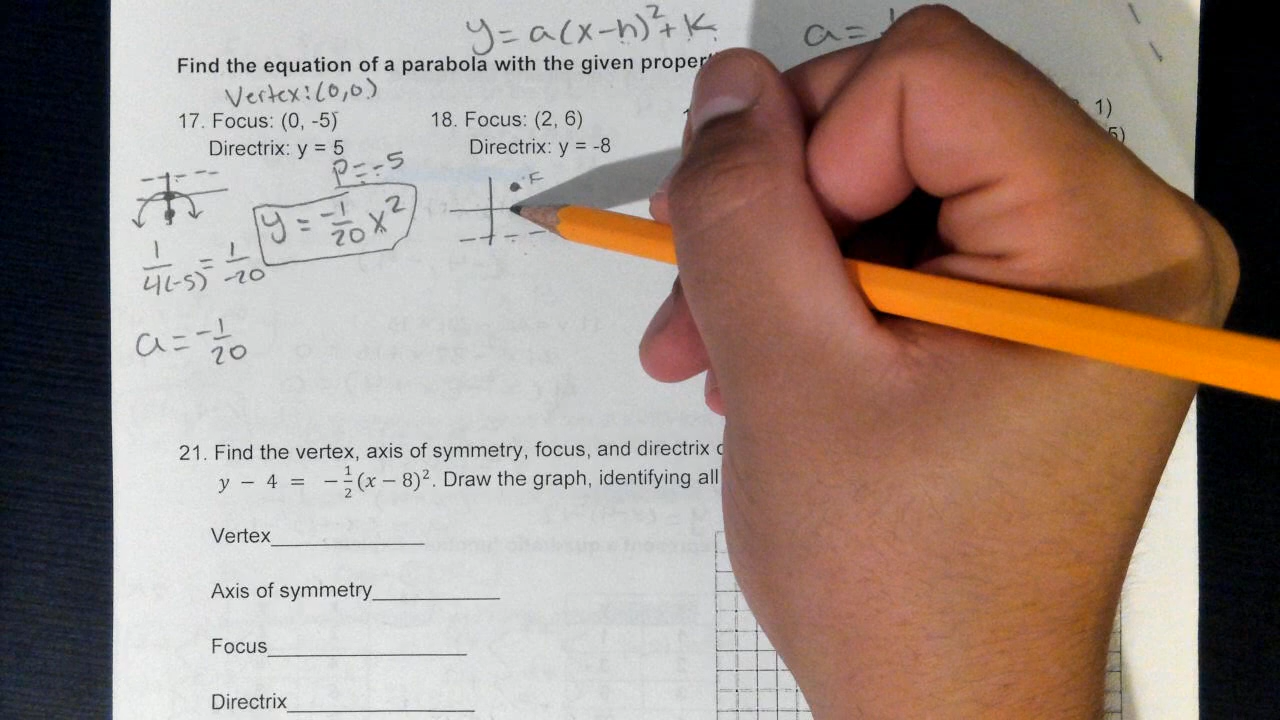 y = a(x-h)² + k
a = 1
Find the equation of a parabola with the given
Vertex: (0,0)
17. Focus: (0, -5)
Directrix: y = 5
p = -5
y = -1/20 x²
1/4(-5) = 1/-20
a = -1/20
18. Focus: (2, 6)
Directrix: y = -8
F
1)
5)
21. Find the vertex, axis of symmetry, focus, and directrix
y − 4 = −1/2(x − 8)². Draw the graph, identifying all
Vertex
Axis of symmetry
Focus
Directrix